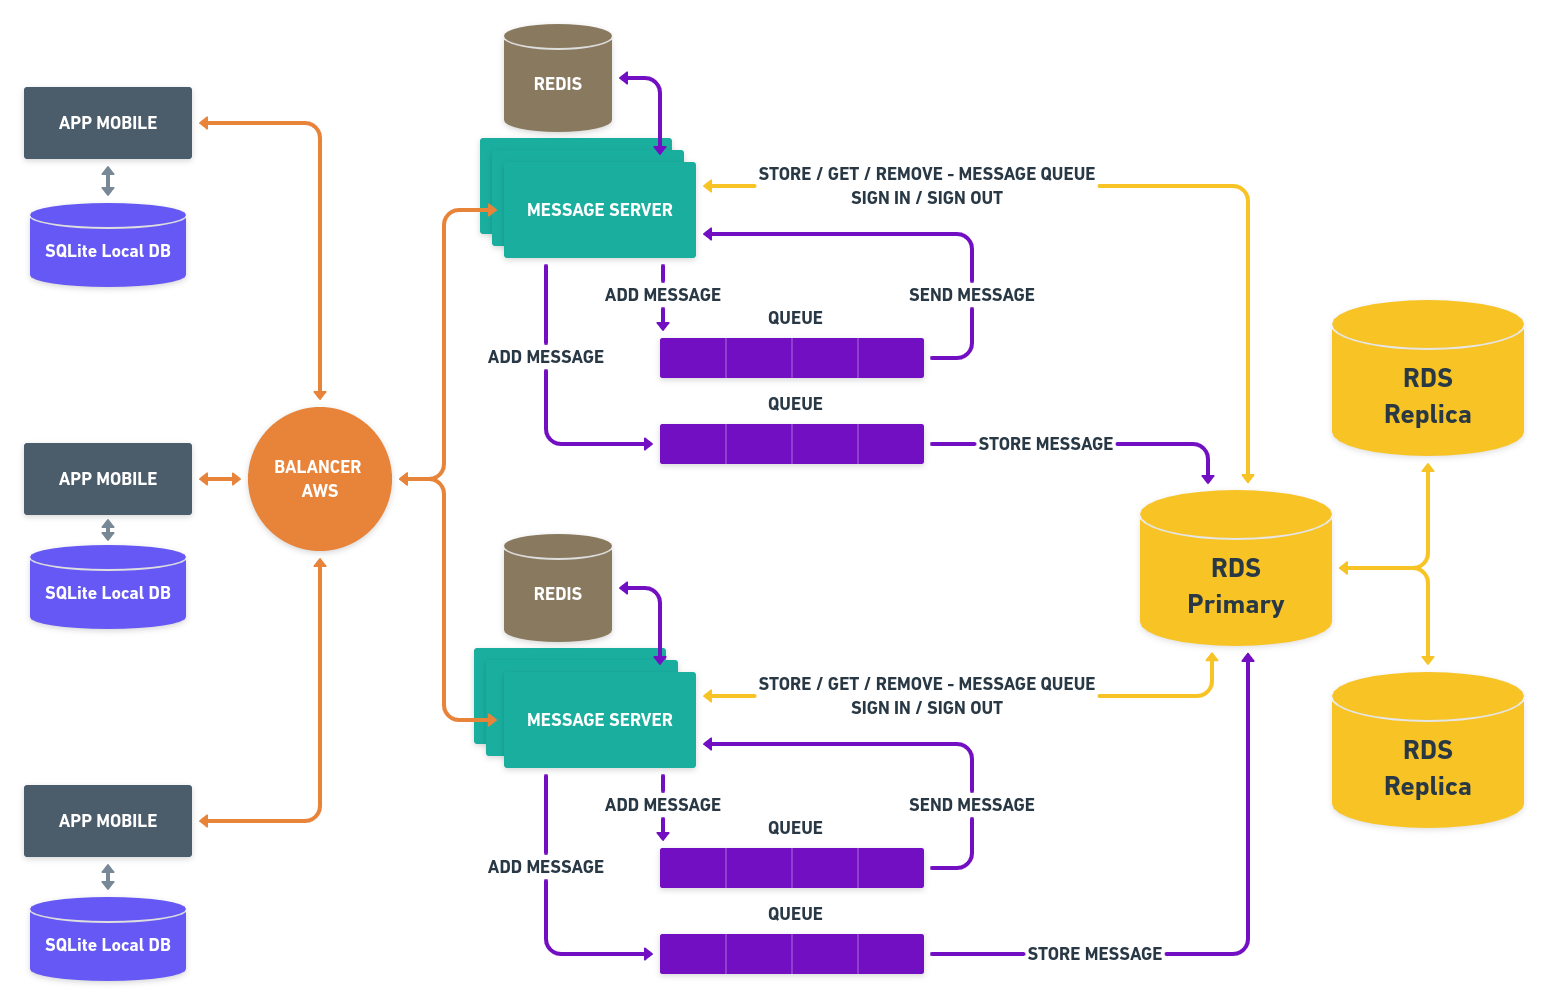 REDIS
APP MOBILE
SQLite Local DB
MESSAGE SERVER
STORE / GET / REMOVE - MESSAGE QUEUE
SIGN IN / SIGN OUT
ADD MESSAGE
SEND MESSAGE
QUEUE
ADD MESSAGE
QUEUE
STORE MESSAGE
RDS
Replica
APP MOBILE
BALANCER
AWS
SQLite Local DB
RDS
Primary
REDIS
MESSAGE SERVER
STORE / GET / REMOVE - MESSAGE QUEUE
SIGN IN / SIGN OUT
RDS
Replica
APP MOBILE
SQLite Local DB
ADD MESSAGE
SEND MESSAGE
QUEUE
ADD MESSAGE
QUEUE
STORE MESSAGE